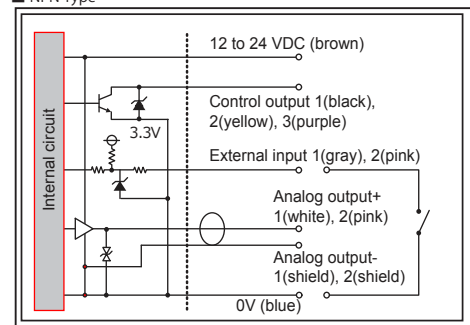 NPN Type
12 to 24 VDC (brown)
Control output 1(black),
2(yellow), 3(purple)
3.3V
External input 1(gray), 2(pink)
Internal circuit
Analog output+
1(white), 2(pink)
Analog output-
1(shield), 2(shield)
0V (blue)